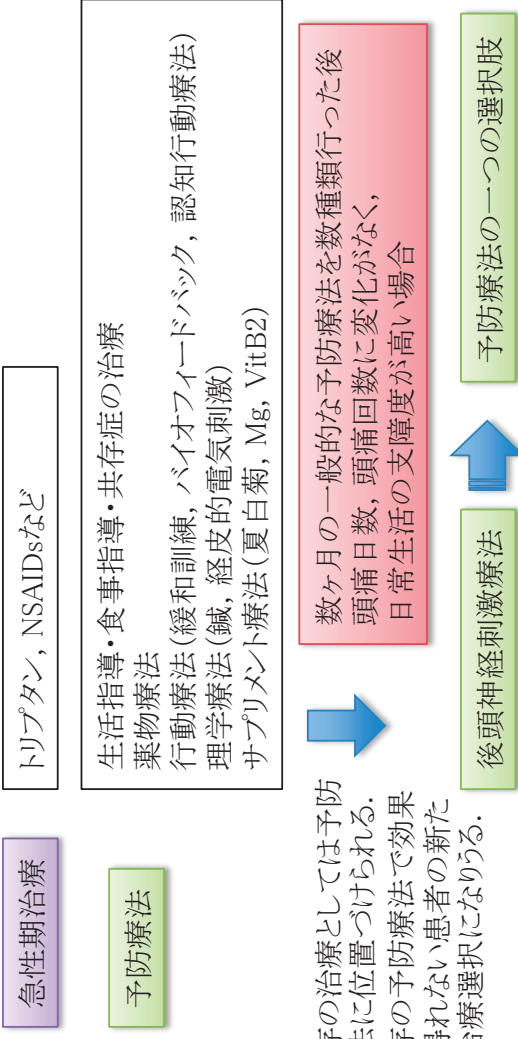 急性期治療
トリプタン, NSAIDsなど
予防療法
生活指導・食事指導・共存症の治療
薬物療法
行動療法(緩和訓練, バイオフィードバック, 認知行動療法)
理学療法(鍼, 経皮的電気刺激)
サプリメント療法(夏白菊, Mg, VitB2)
の治療としては予防
法に位置づけられる.
の予防療法で効果
得れない患者の新た
治療選択になりうる.
数ヶ月の一般的な予防療法を数種類行った後
頭痛日数, 頭痛回数に変化がなく,
日常生活の支障度が高い場合
後頭神経刺激療法
予防療法の一つの選択肢